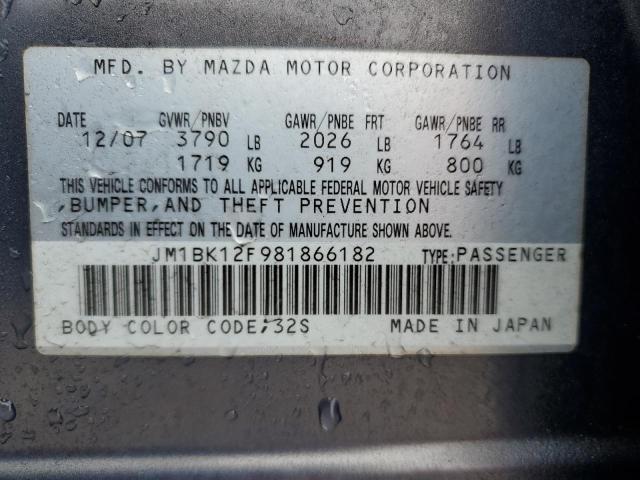 MFD. BY MAZDA MOTOR CORPORATION
DATE GVWR/PNBV GAWR/PNBE FRT GAWR/PNBE RR
12/07 3790 LB 2026 LB 1764 LB
1719 KG 919 KG 800 KG
THIS VEHICLE CONFORMS TO ALL APPLICABLE FEDERAL MOTOR VEHICLE SAFETY
,BUMPER,AND THEFT PREVENTION
STANDARDS IN EFFECT ON THE DATE OF MANUFACTURE SHOWN ABOVE.
JM1BK12F981866182 TYPE:PASSENGER
BODY COLOR CODE:32S MADE IN JAPAN